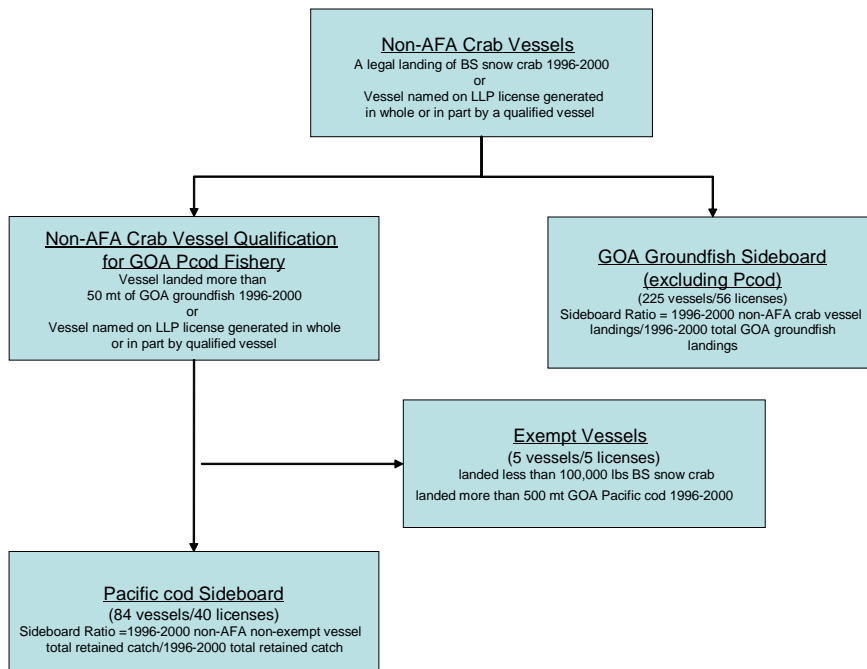 Non-AFA Crab Vessels
A legal landing of BS snow crab 1996-2000
or
Vessel named on LLP license generated
in whole or in part by a qualified vessel
Non-AFA Crab Vessel Qualification
for GOA Pcod Fishery
Vessel landed more than
50 mt of GOA groundfish 1996-2000
or
Vessel named on LLP license generated in whole
or in part by qualified vessel
GOA Groundfish Sideboard
(excluding Pcod)
(225 vessels/56 licenses)
Sideboard Ratio = 1996-2000 non-AFA crab vessel
landings/1996-2000 total GOA groundfish
landings
Exempt Vessels
(5 vessels/5 licenses)
landed less than 100,000 lbs BS snow crab
landed more than 500 mt GOA Pacific cod 1996-2000
Pacific cod Sideboard
(84 vessels/40 licenses)
Sideboard Ratio =1996-2000 non-AFA non-exempt vessel
total retained catch/1996-2000 total retained catch